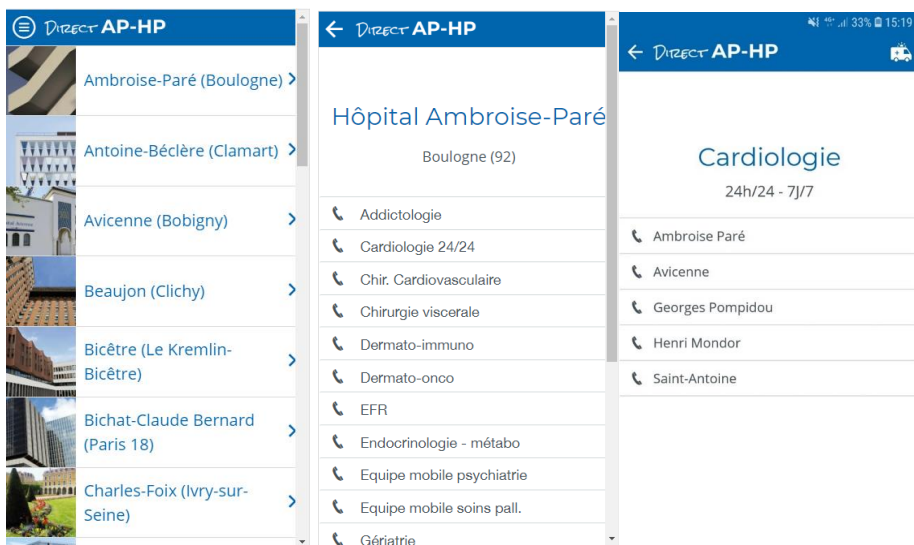 DIRECT AP-HP
Ambroise-Paré (Boulogne)
Antoine-Béclère (Clamart)
Avicenne (Bobigny)
Beaujon (Clichy)
Bicêtre (Le Kremlin-
Bicêtre)
Bichat-Claude Bernard
(Paris 18)
Charles-Foix (Ivry-sur-
Seine)
DIRECT AP-HP
Hôpital Ambroise-Paré
Boulogne (92)
Addictologie
Cardiologie 24/24
Chir. Cardiovasculaire
Chirurgie viscerale
Dermato-immuno
Dermato-onco
EFR
Endocrinologie - métabo
Equipe mobile psychiatrie
Equipe mobile soins pall.
Gériatrie
33% 15:19
DIRECT AP-HP
Cardiologie
24h/24 - 7J/7
Ambroise Paré
Avicenne
Georges Pompidou
Henri Mondor
Saint-Antoine